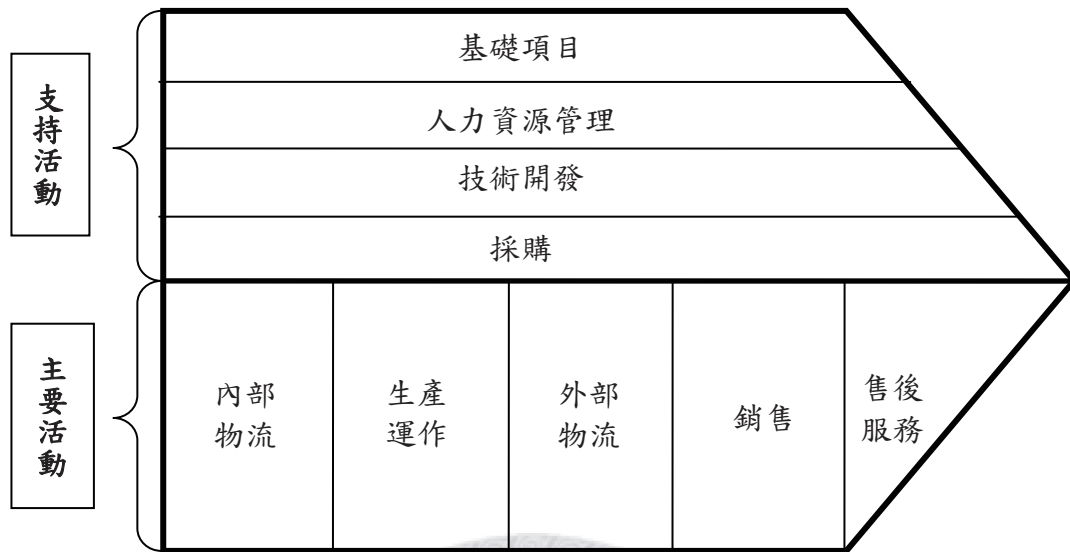 支持活動
基礎項目
人力資源管理
技術開發
採購
主要活動
內部
物流
生產
運作
外部
物流
銷售
售後
服務